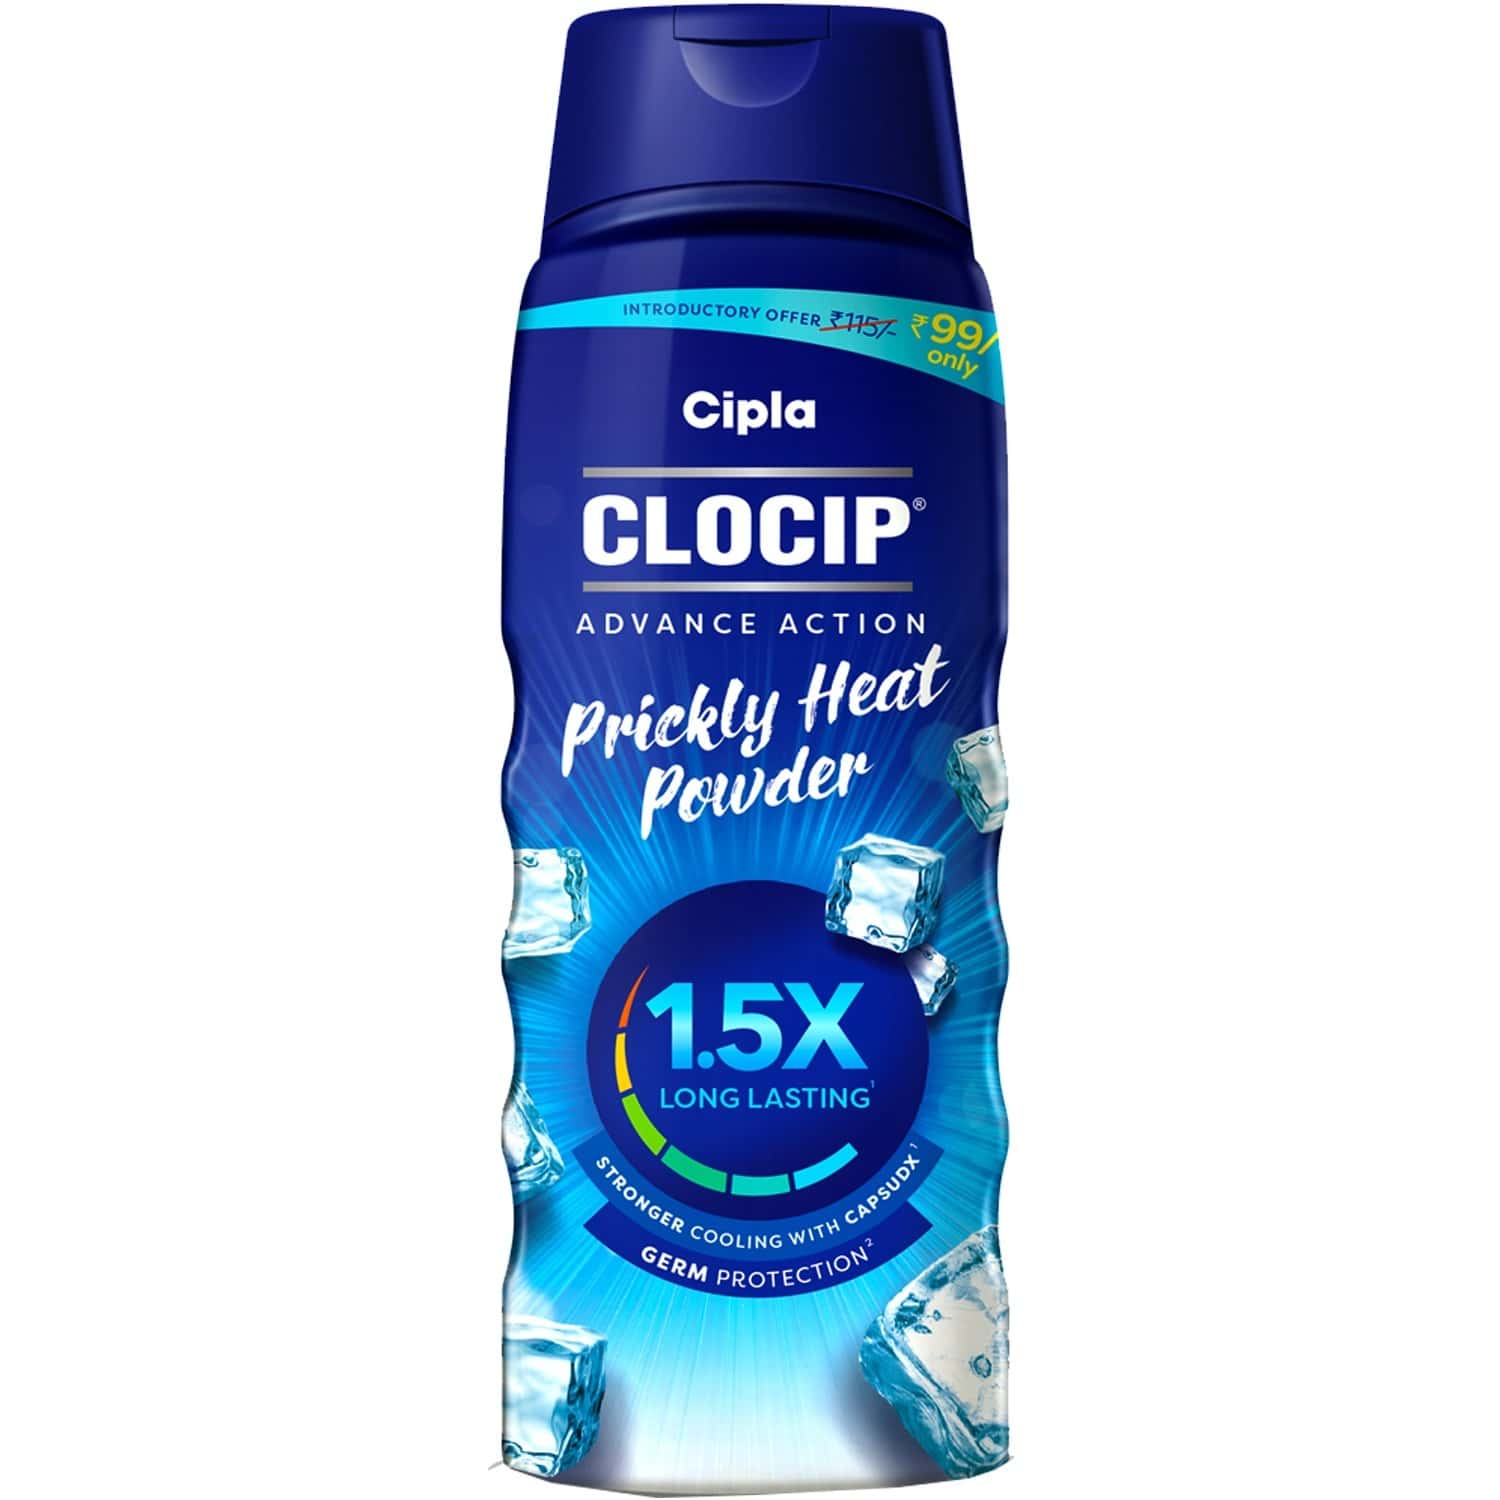 INTRODUCTORY OFFER ₹115/- ₹99/
only
Cipla
CLOCIP®
ADVANCE ACTION
Prickly Heat
Powder
1.5X
LONG LASTING¹
STRONGER COOLING WITH CAPSUDX¹
GERM PROTECTION²